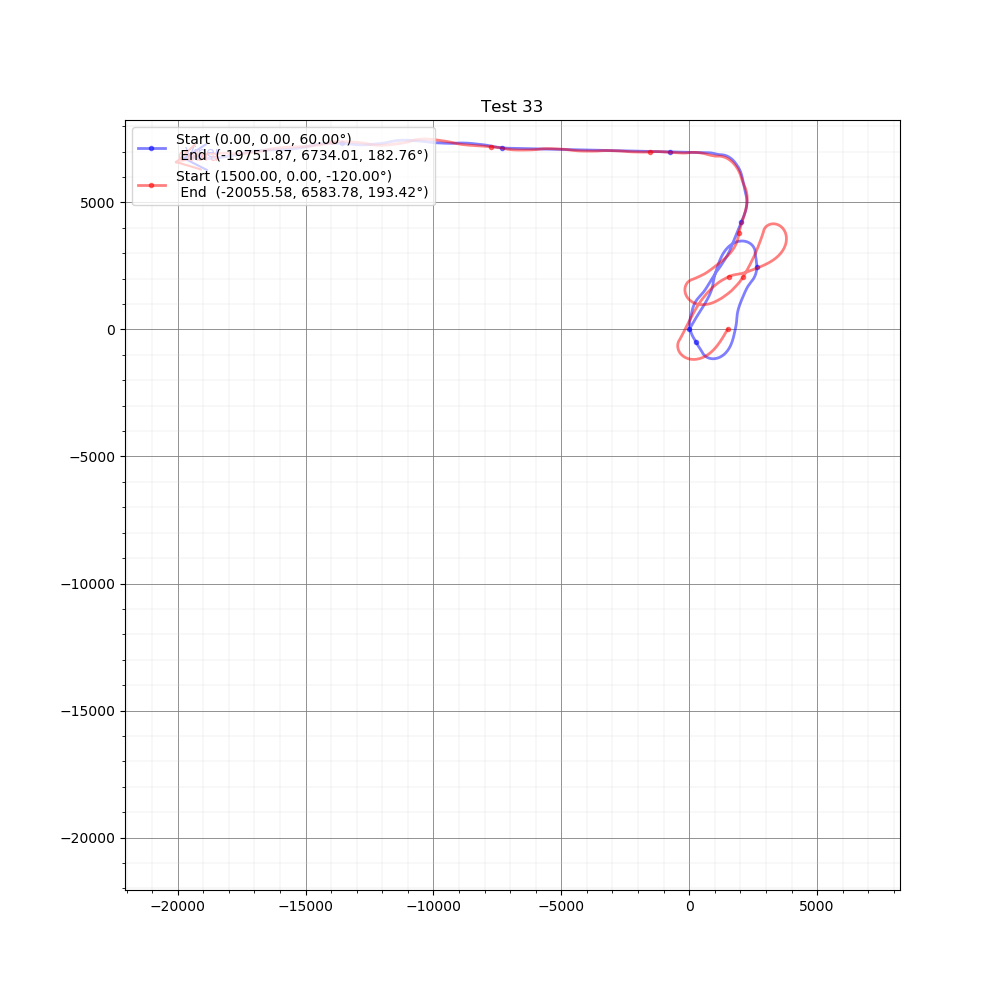 Test 33
Start (0.00, 0.00, 60.00°)
End (-19751.87, 6734.01, 182.76°)
Start (1500.00, 0.00, -120.00°)
End (-20055.58, 6583.78, 193.42°)
5000
0
−5000
−10000
−15000
−20000
−20000 −15000 −10000 −5000 0 5000